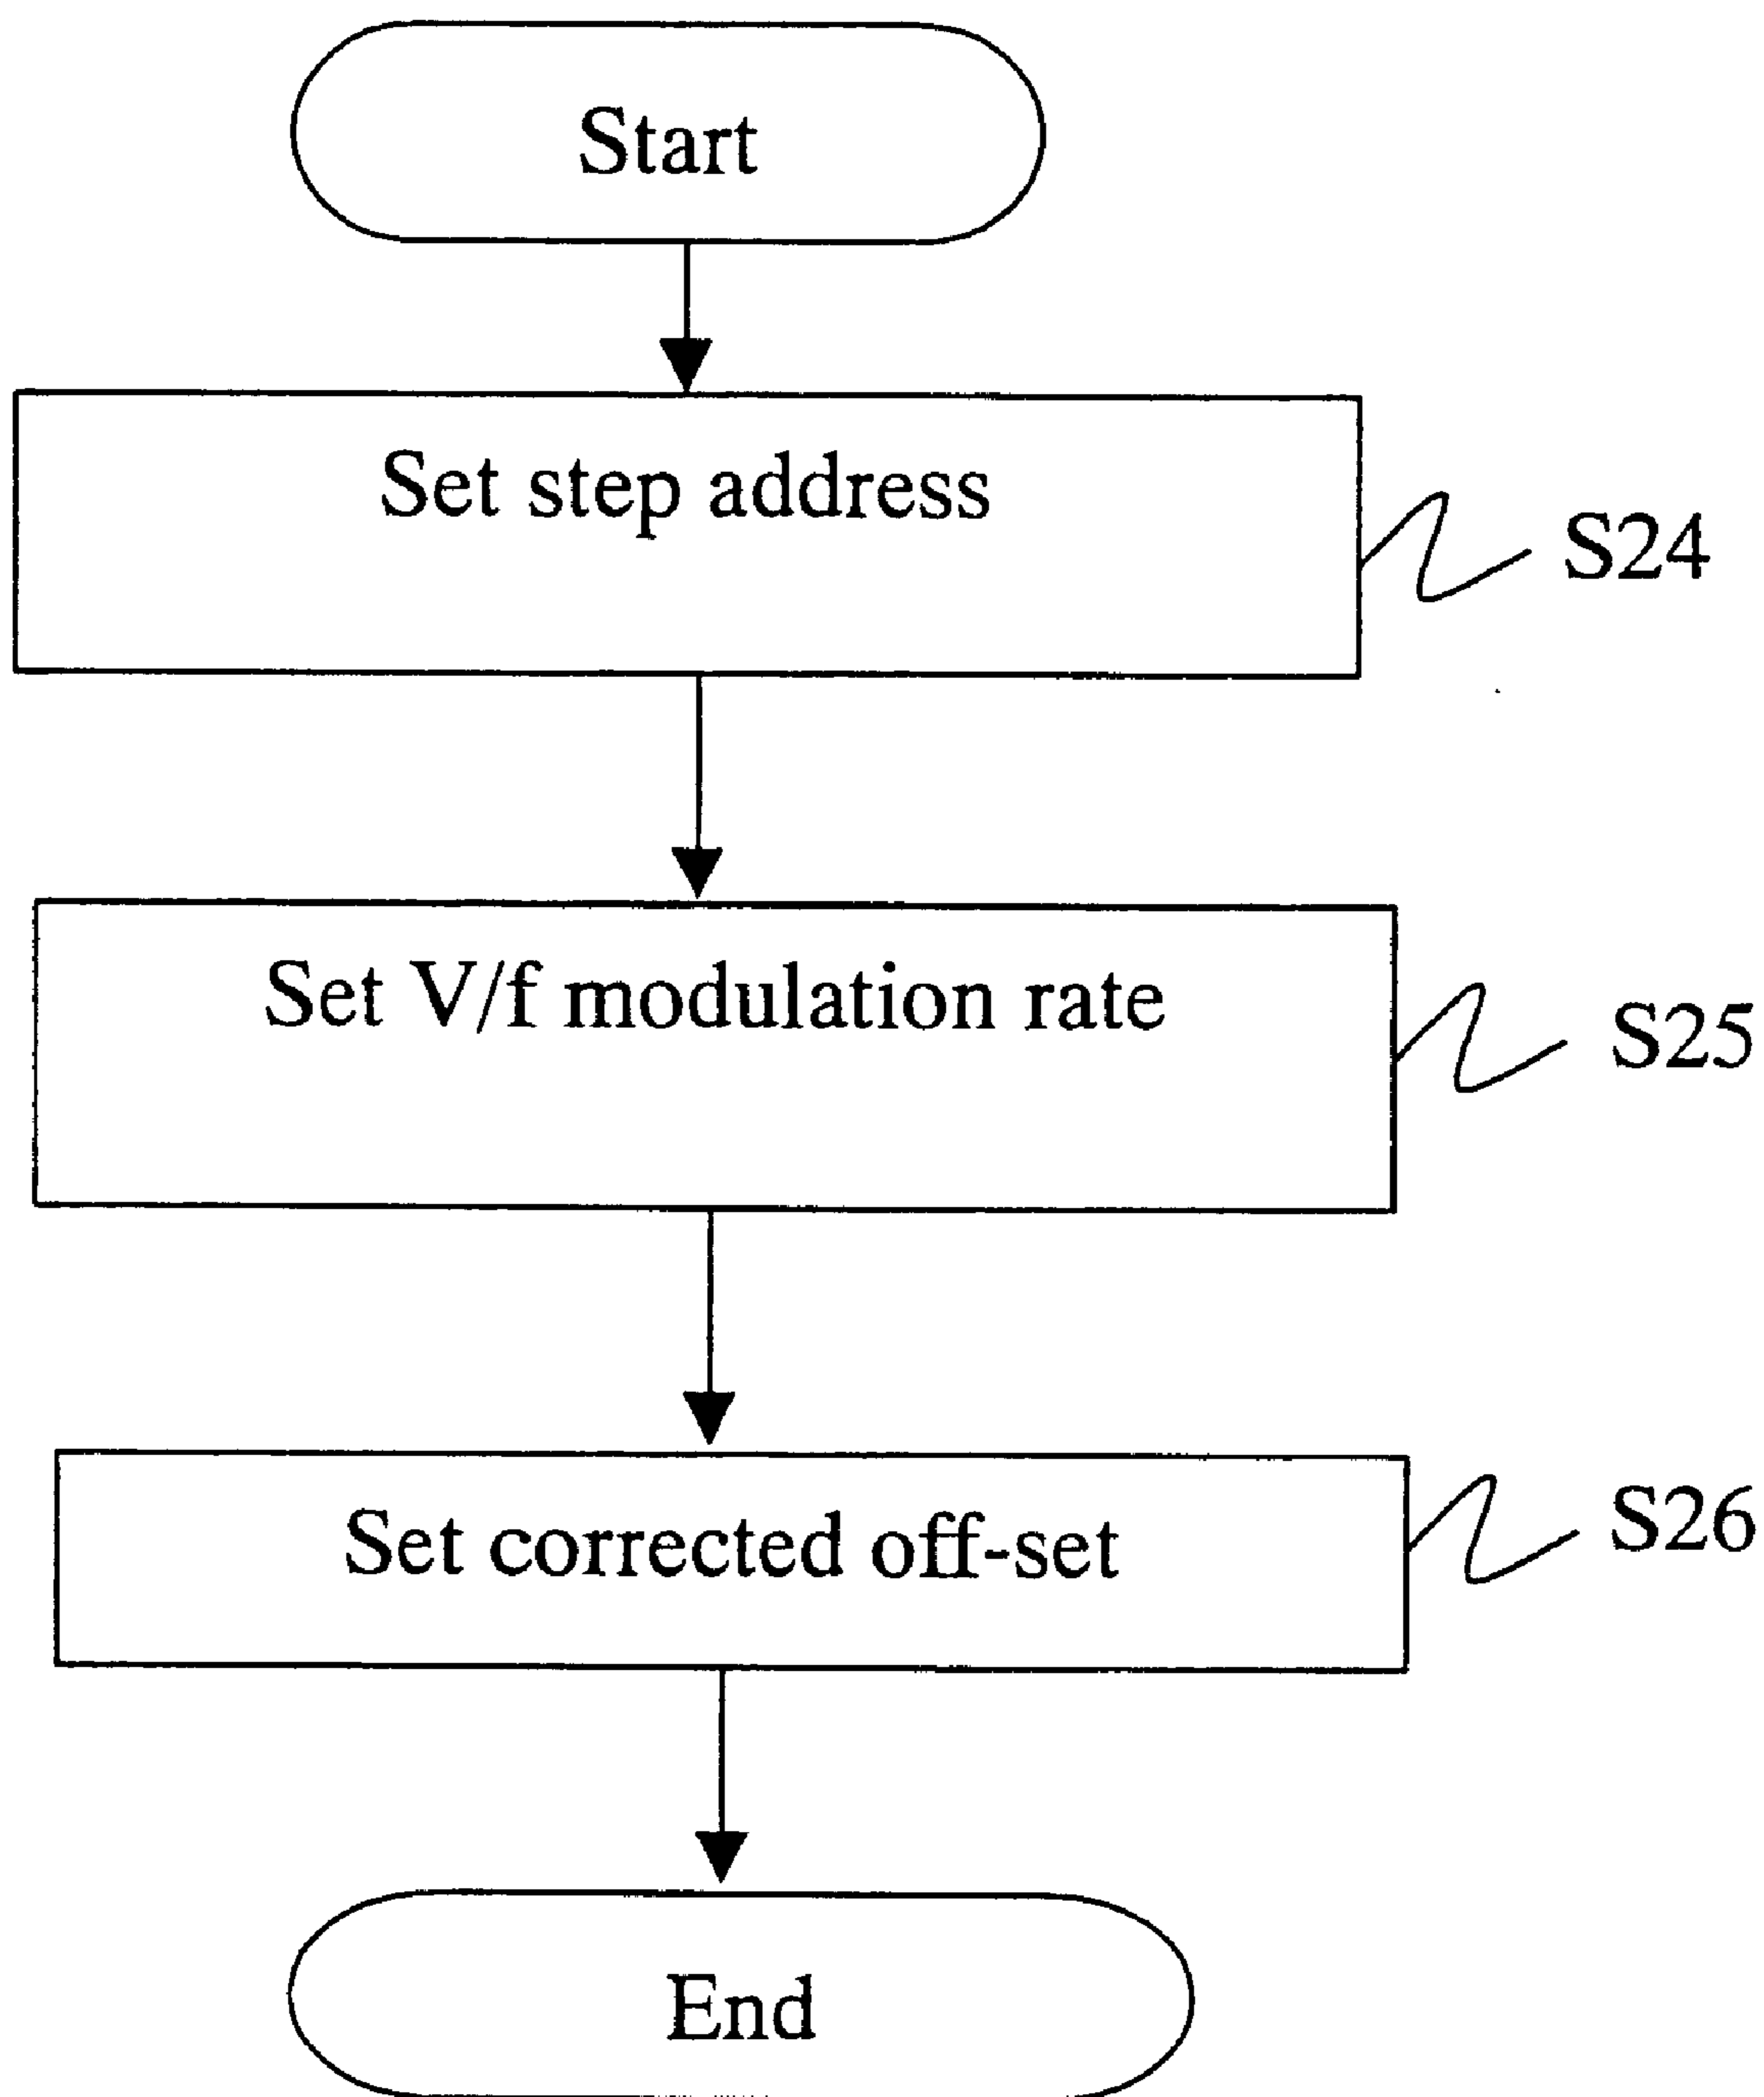 Start
Set step address
S24
Set V/f modulation rate
S25
Set corrected off-set
S26
End